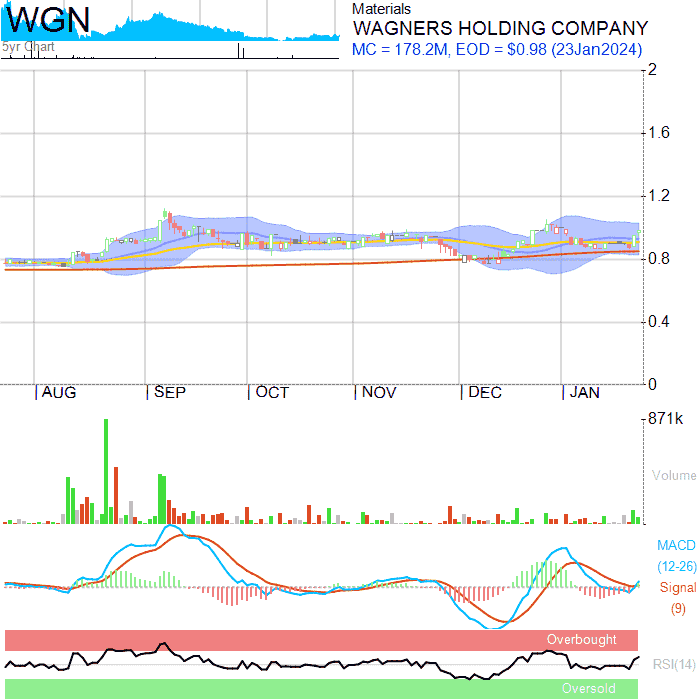 WGN
5yr Chart
Materials
WAGNERS HOLDING COMPANY
MC = 178.2M, EOD = $0.98 (23Jan2024)
2
1.6
1.2
0.8
0.4
0
AUG SEP OCT NOV DEC JAN
871k
Volume
MACD
(12-26)
Signal
(9)
Overbought
RSI(14)
Oversold